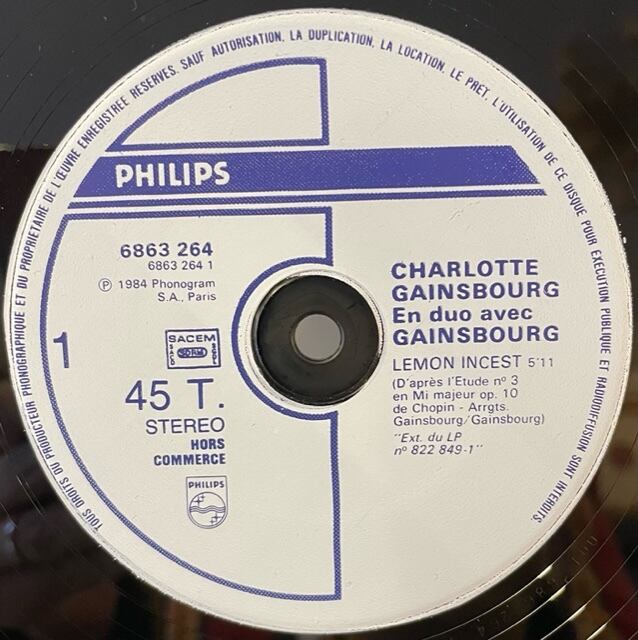 TOUS DROITS DU PRODUCTEUR PHONOGRAPHIQUE ET DU PROPRIETAIRE DE L'ŒUVRE ENREGISTREE RESERVES. SAUF AUTORISATION, LA DUPLICATION, LA LOCATION, LE PRET, L'UTILISATION DE CE DISQUE POUR EXECUTION PUBLIQUE ET RADIODIFFUSION SONT INTERDITS.
PHILIPS
6863 264
6863 264 1
℗ 1984 Phonogram
S.A., Paris
1
SACEM
SACD SDRM SGDL
45 T.
STEREO
HORS
COMMERCE
PHILIPS
CHARLOTTE
GAINSBOURG
En duo avec
GAINSBOURG
LEMON INCEST 5'11
(D'après l'Etude nº 3
en Mi majeur op. 10
de Chopin - Arrgts.
Gainsbourg/Gainsbourg)
"Ext. du LP
nº 822 849-1"